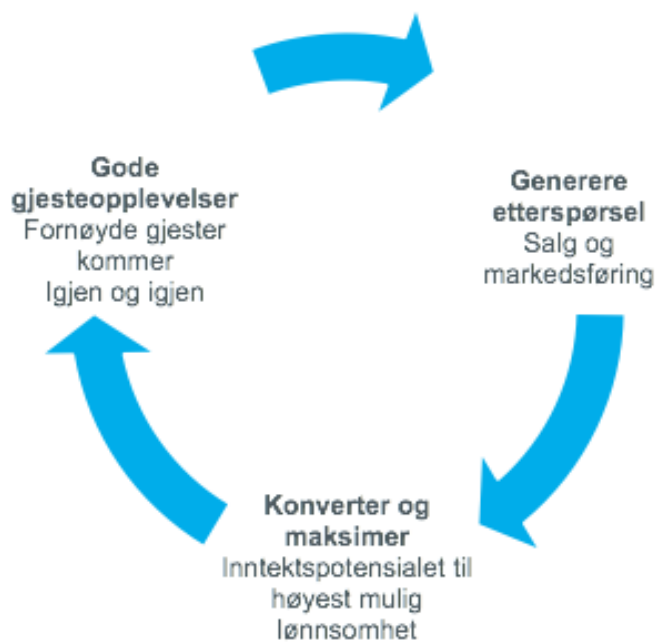 Gode
gjesteopplevelser
Fornøyde gjester
kommer
Igjen og igjen
Generere
etterspørsel
Salg og
markedsføring
Konverter og
maksimer
Inntektspotensialet til
høyest mulig
lønnsomhet